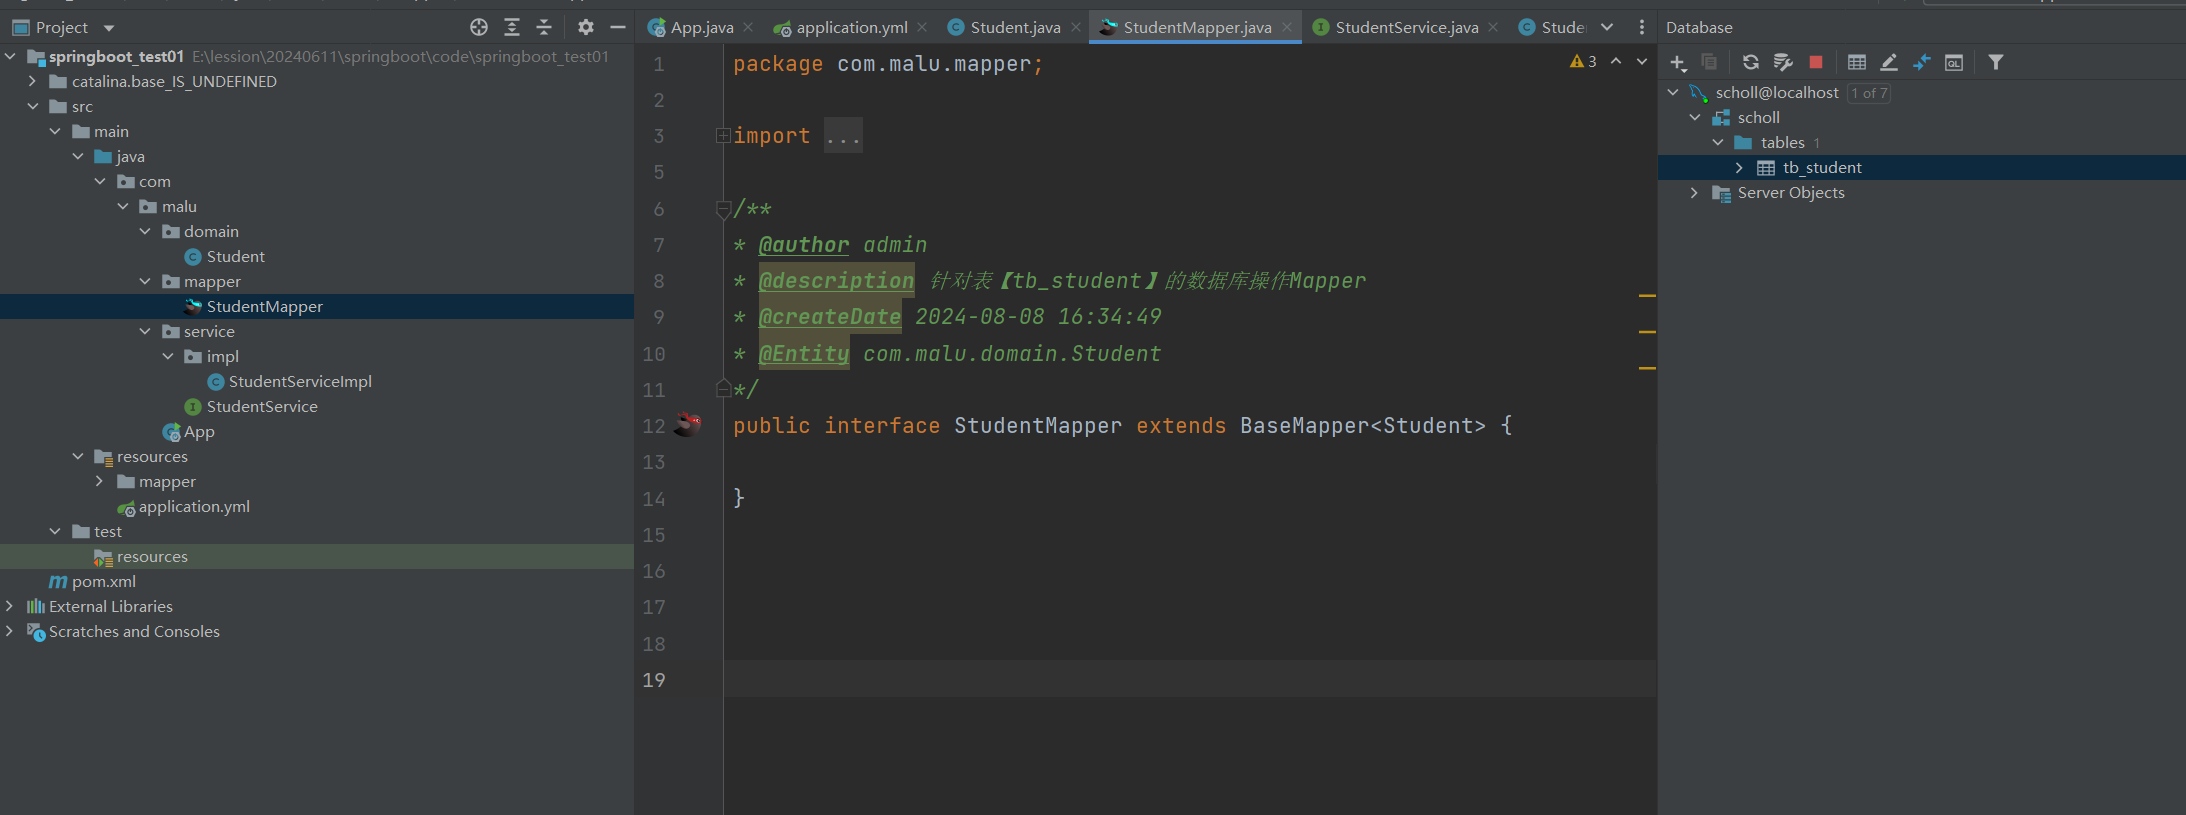 Project
springboot_test01 E:\lession\20240611\springboot\code\springboot_test01
catalina.base_IS_UNDEFINED
src
main
java
com
malu
domain
Student
mapper
StudentMapper
service
impl
StudentServiceImpl
StudentService
App
resources
mapper
application.yml
test
resources
pom.xml
External Libraries
Scratches and Consoles
App.java application.yml Student.java StudentMapper.java StudentService.java Stude
3
1 package com.malu.mapper;
2
3 import ...
5
6 /**
7 * @author admin
8 * @description 针对表【tb_student】的数据库操作Mapper
9 * @createDate 2024-08-08 16:34:49
10 * @Entity com.malu.domain.Student
11 */
12 public interface StudentMapper extends BaseMapper<Student> {
13
14 }
15
16
17
18
19
Database
QL
scholl@localhost 1 of 7
scholl
tables 1
tb_student
Server Objects